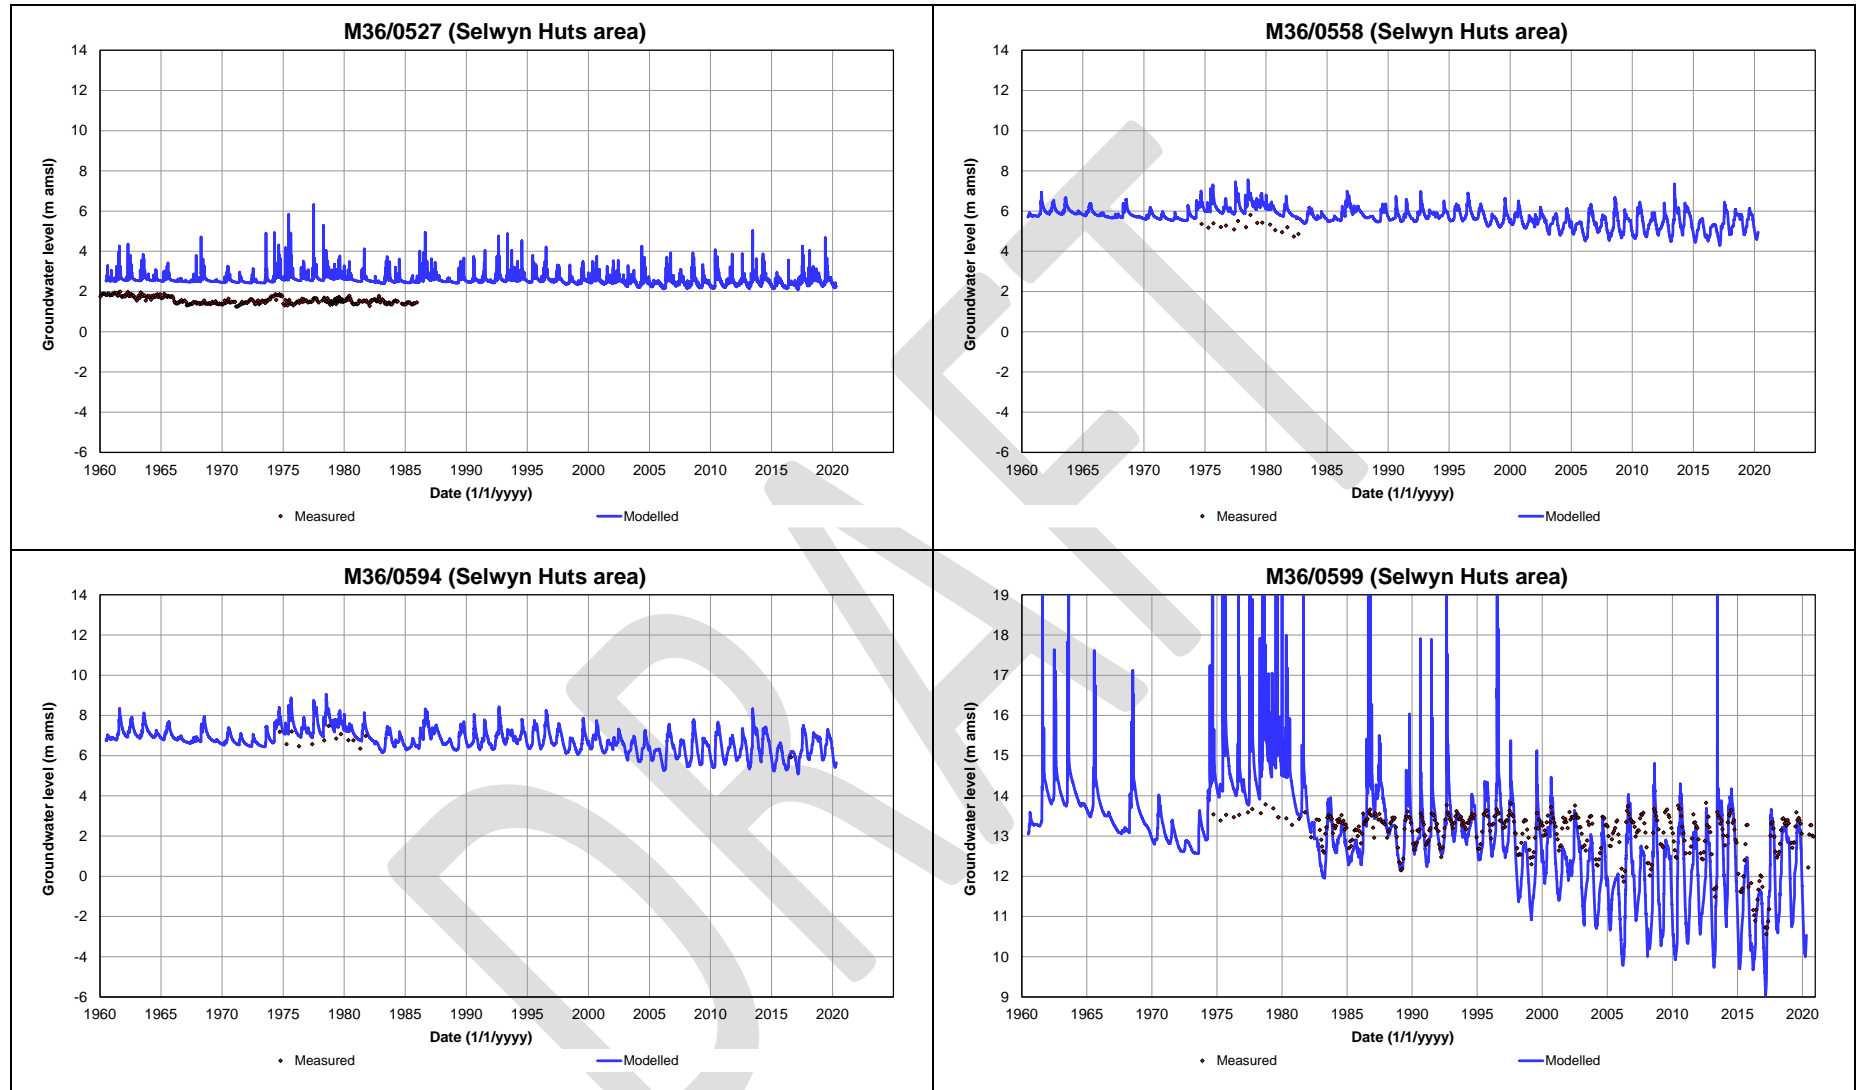 M36/0527 (Selwyn Huts area)
Groundwater level (m amsl)
14
12
10
8
6
4
2
0
-2
-4
-6
1960 1965 1970 1975 1980 1985 1990 1995 2000 2005 2010 2015 2020
Date (1/1/yyyy)
Measured Modelled
M36/0558 (Selwyn Huts area)
Groundwater level (m amsl)
14
12
10
8
6
4
2
0
-2
-4
-6
1960 1965 1970 1975 1980 1985 1990 1995 2000 2005 2010 2015 2020
Date (1/1/yyyy)
Measured Modelled
M36/0594 (Selwyn Huts area)
Groundwater level (m amsl)
14
12
10
8
6
4
2
0
-2
-4
-6
1960 1965 1970 1975 1980 1985 1990 1995 2000 2005 2010 2015 2020
Date (1/1/yyyy)
Measured Modelled
M36/0599 (Selwyn Huts area)
Groundwater level (m amsl)
19
18
17
16
15
14
13
12
11
10
9
1960 1965 1970 1975 1980 1985 1990 1995 2000 2005 2010 2015 2020
Date (1/1/yyyy)
Measured Modelled
DRAFT